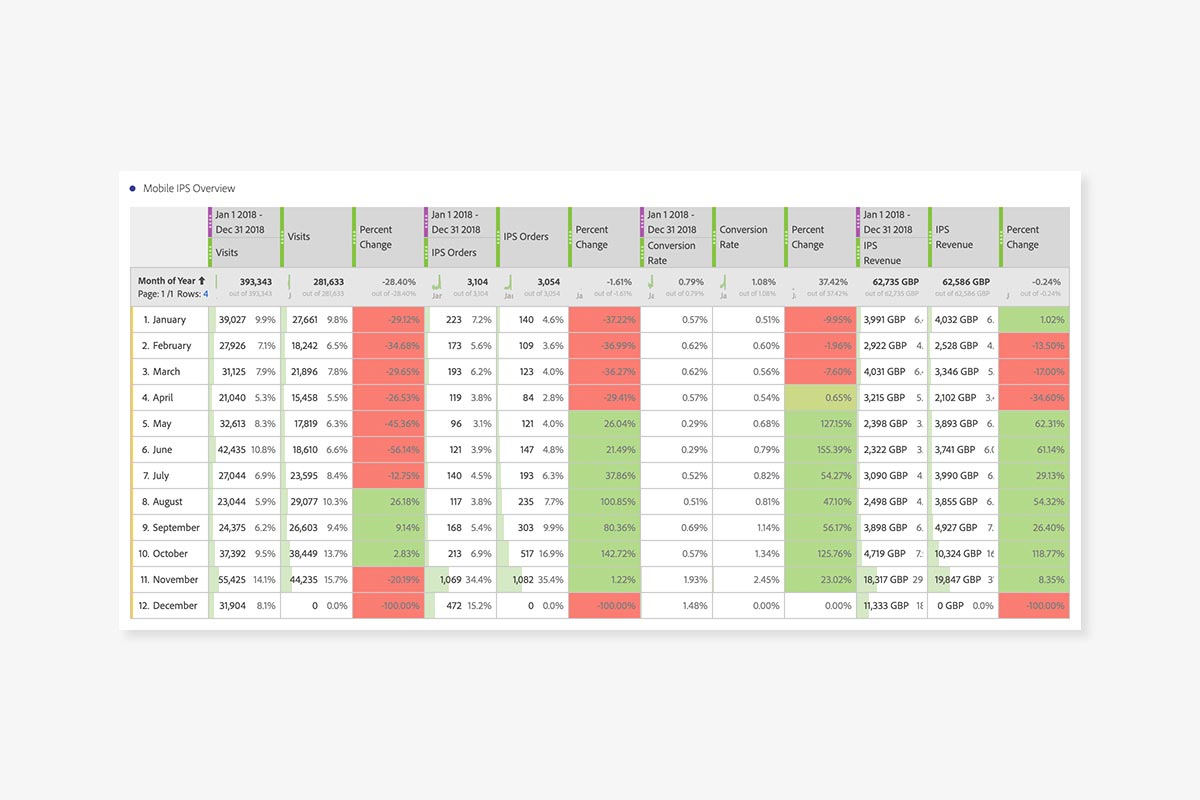 Mobile IPS Overview
Jan 1 2018 - Dec 31 2018 Visits Visits Percent Change Jan 1 2018 - Dec 31 2018 IPS Orders IPS Orders Percent Change Jan 1 2018 - Dec 31 2018 Conversion Rate Conversion Rate Percent Change Jan 1 2018 - Dec 31 2018 IPS Revenue IPS Revenue Percent Change
Month of Year ↑ 393,343 281,633 -28.40% 3,104 3,054 -1.61% 0.79% 1.08% 37.42% 62,735 GBP 62,586 GBP -0.24%
Page: 1 /1 Rows: 4 out of 393,343 J out of 281,633 out of -28.40% Jar out of 3,104 Jai out of 3,054 Ja out of -1.61% Ja out of 0.79% Ja out of 1.08% out of 37.42% out of 62,735 GBP out of 62,586 GBP J out of -0.24%
1. January 39,027 9.9% 27,661 9.8% -29.12% 223 7.2% 140 4.6% -37.22% 0.57% 0.51% -9.95% 3,991 GBP 6. 4,032 GBP 6. 1.02%
2. February 27,926 7.1% 18,242 6.5% -34.68% 173 5.6% 109 3.6% -36.99% 0.62% 0.60% -1.96% 2,922 GBP 4. 2,528 GBP 4. -13.50%
3. March 31,125 7.9% 21,896 7.8% -29.65% 193 6.2% 123 4.0% -36.27% 0.62% 0.56% -7.60% 4,031 GBP 6. 3,346 GBP 5. -17.00%
4. April 21,040 5.3% 15,458 5.5% -26.53% 119 3.8% 84 2.8% -29.41% 0.57% 0.54% 0.65% 3,215 GBP 5. 2,102 GBP 3. -34.60%
5. May 32,613 8.3% 17,819 6.3% -45.36% 96 3.1% 121 4.0% 26.04% 0.29% 0.68% 127.15% 2,398 GBP 3. 3,893 GBP 6. 62.31%
6. June 42,435 10.8% 18,610 6.6% -56.14% 121 3.9% 147 4.8% 21.49% 0.29% 0.79% 155.39% 2,322 GBP 3. 3,741 GBP 6. 61.14%
7. July 27,044 6.9% 23,595 8.4% -12.75% 140 4.5% 193 6.3% 37.86% 0.52% 0.82% 54.27% 3,090 GBP 4. 3,990 GBP 6. 29.13%
8. August 23,044 5.9% 29,077 10.3% 26.18% 117 3.8% 235 7.7% 100.85% 0.51% 0.81% 47.10% 2,498 GBP 4. 3,855 GBP 6. 54.32%
9. September 24,375 6.2% 26,603 9.4% 9.14% 168 5.4% 303 9.9% 80.36% 0.69% 1.14% 56.17% 3,898 GBP 6. 4,927 GBP 7. 26.40%
10. October 37,392 9.5% 38,449 13.7% 2.83% 213 6.9% 517 16.9% 142.72% 0.57% 1.34% 125.76% 4,719 GBP 7. 10,324 GBP 16 118.77%
11. November 55,425 14.1% 44,235 15.7% -20.19% 1,069 34.4% 1,082 35.4% 1.22% 1.93% 2.45% 23.02% 18,317 GBP 29 19,847 GBP 3 8.35%
12. December 31,904 8.1% 0 0.0% -100.00% 472 15.2% 0 0.0% -100.00% 1.48% 0.00% 0.00% 11,333 GBP 18 0 GBP 0.0% -100.00%